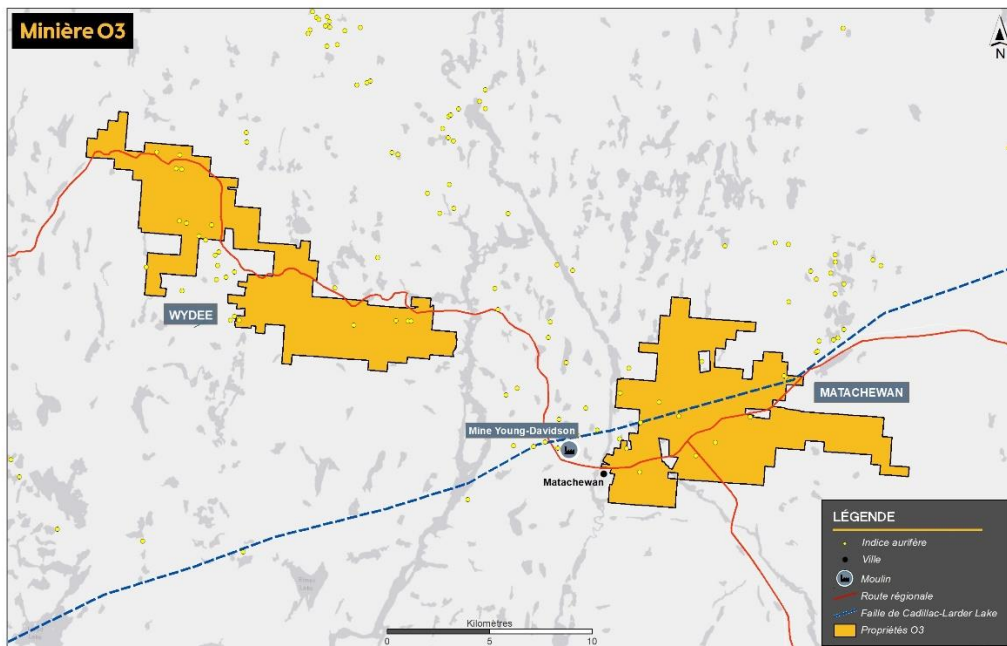 Minière O3
N
WYDEE
MATACHEWAN
Mine Young-Davidson
Matachewan
LÉGENDE
Indice aurifère
Ville
Moulin
Route régionale
Faille de Cadillac-Larder Lake
Propriétés O3
Kilomètres
0 5 10